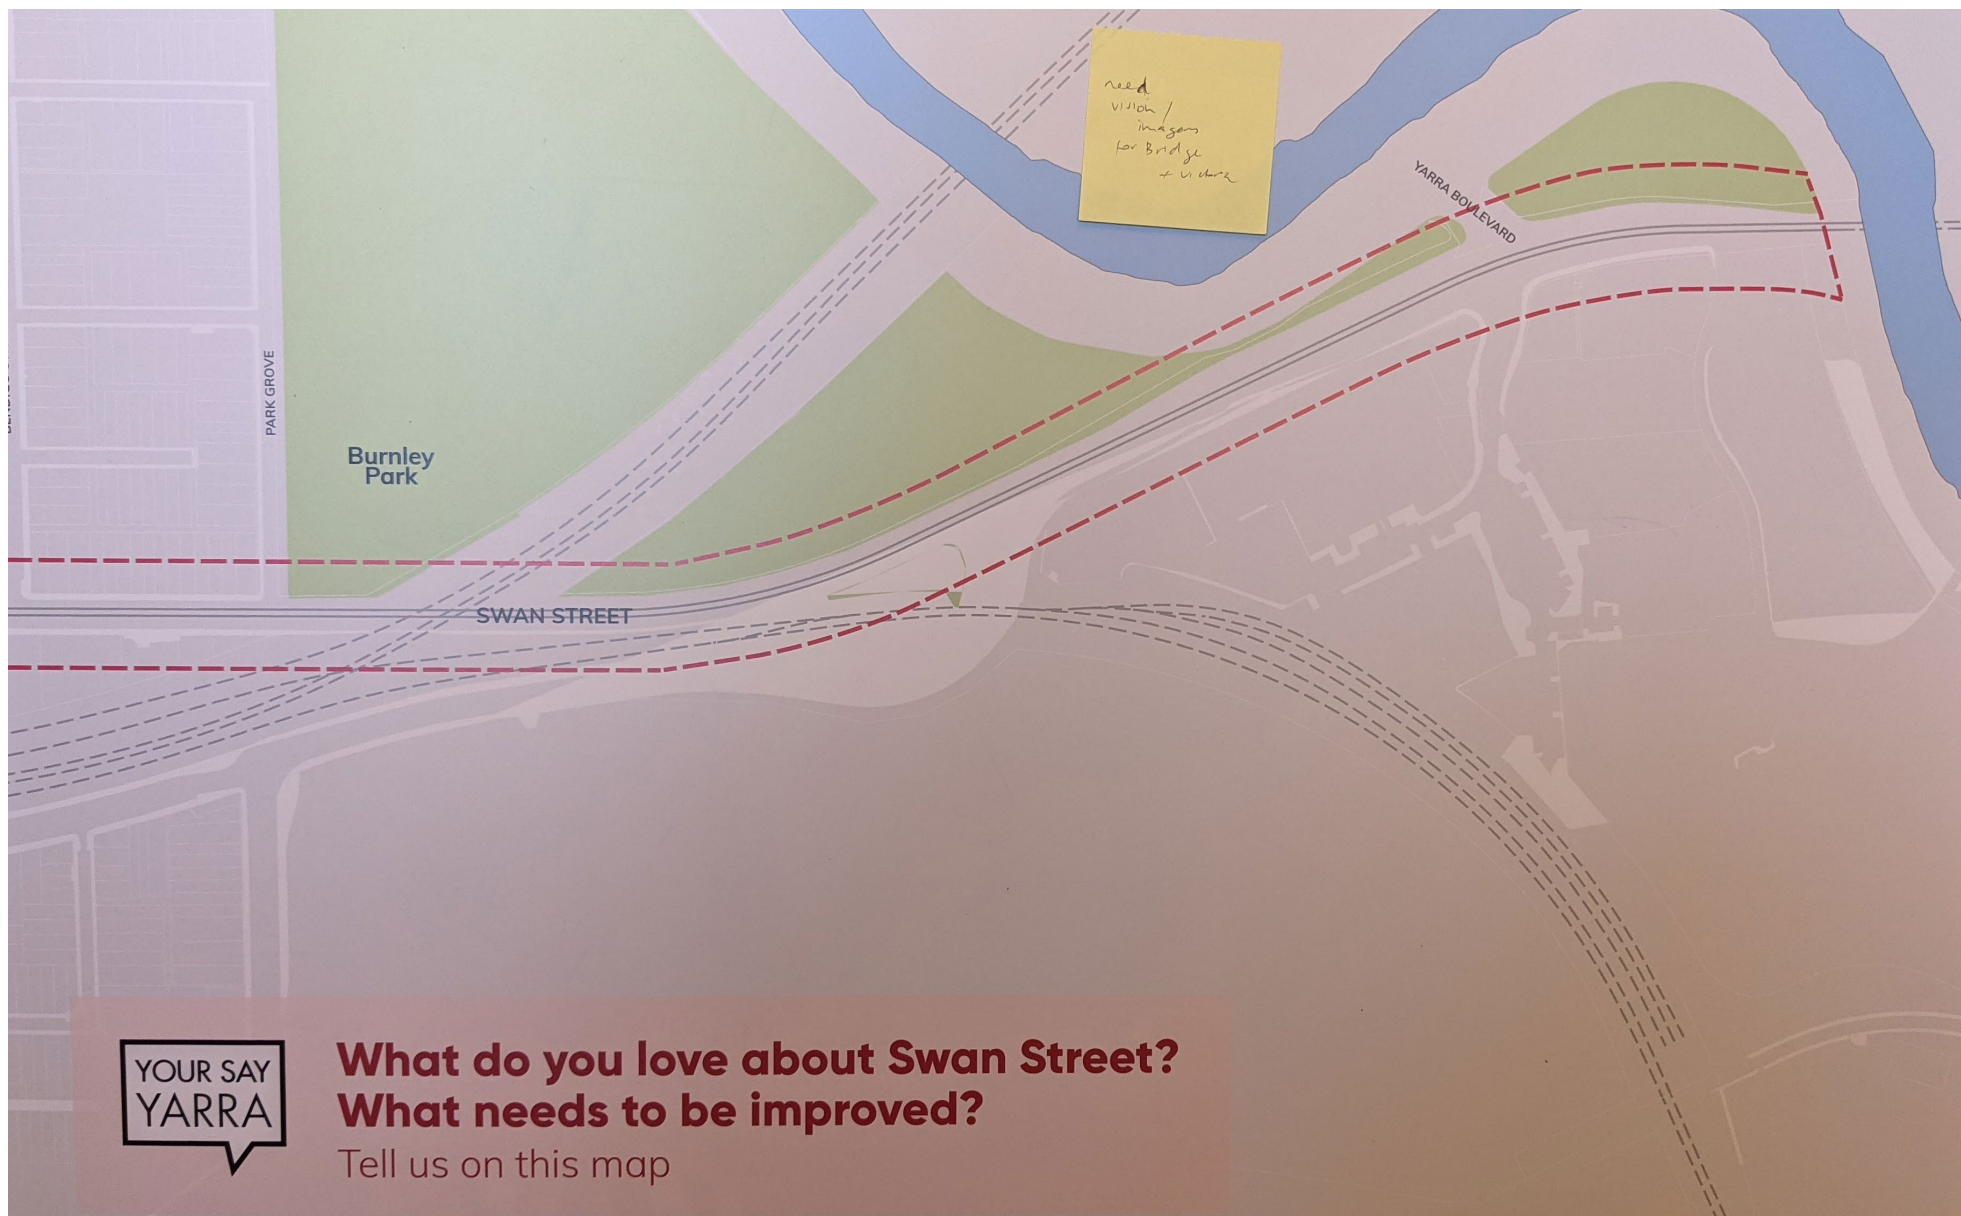 need
vision /
images
for Bridge
+ Victoria
YARRA BOULEVARD
PARK GROVE
Burnley
Park
SWAN STREET
YOUR SAY
YARRA
What do you love about Swan Street?
What needs to be improved?
Tell us on this map